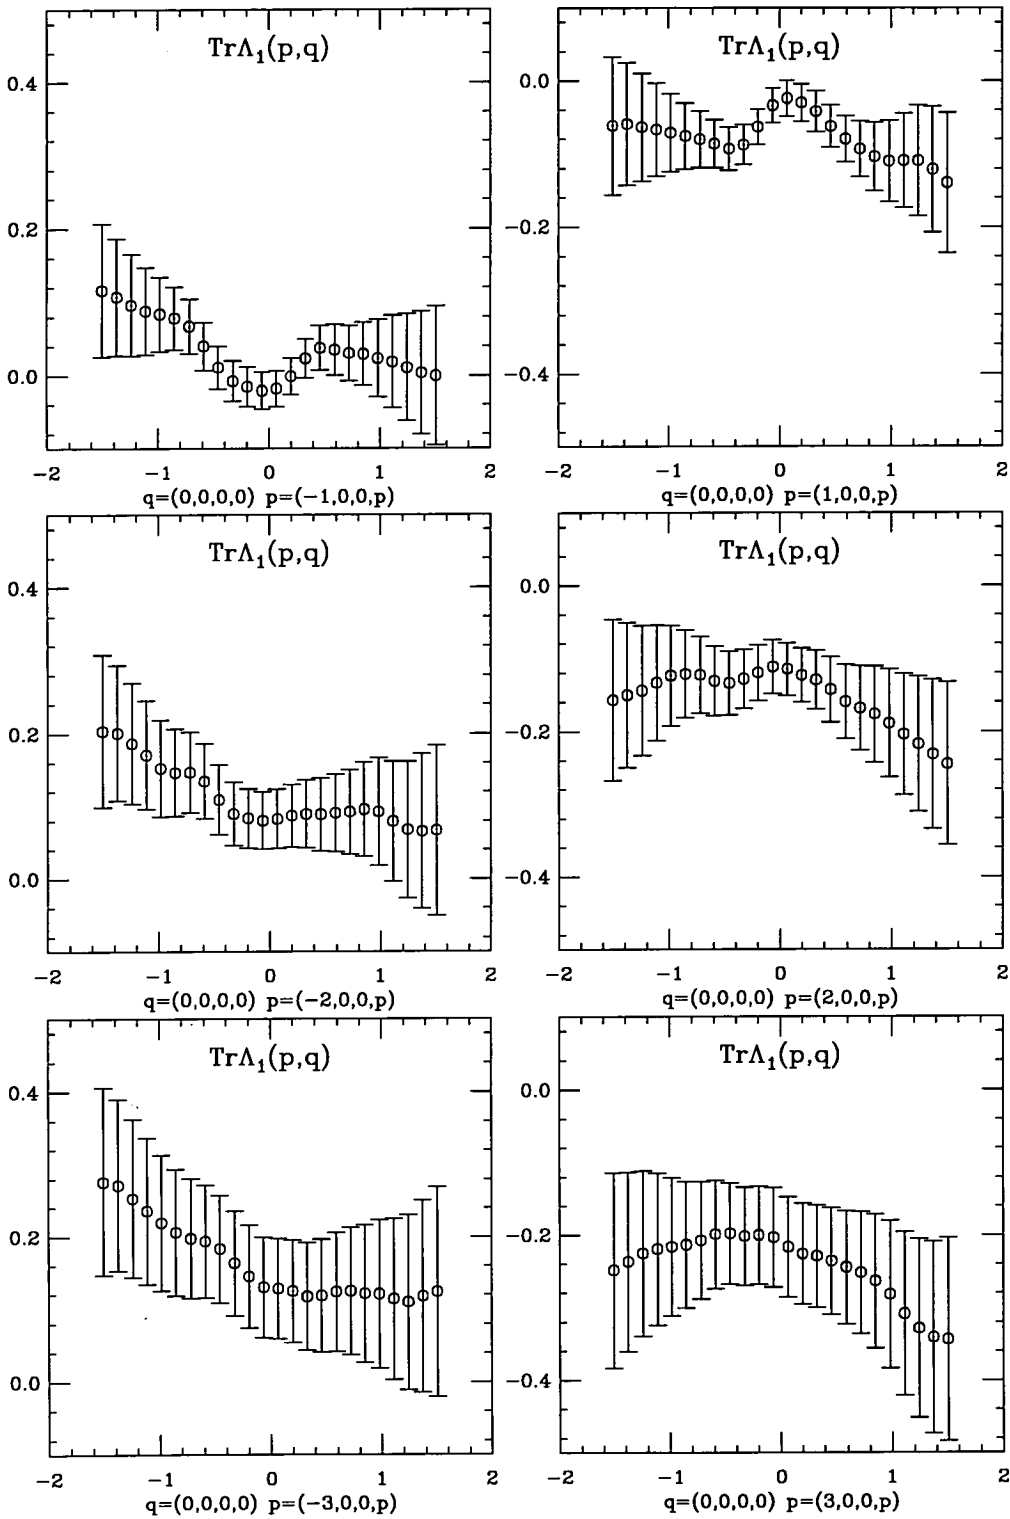 TrΛ₁(p,q)
0.4
0.2
0.0
−2 −1 0 1 2
q=(0,0,0,0) p=(−1,0,0,p)
TrΛ₁(p,q)
0.0
−0.2
−0.4
−2 −1 0 1 2
q=(0,0,0,0) p=(1,0,0,p)
TrΛ₁(p,q)
0.4
0.2
0.0
−2 −1 0 1 2
q=(0,0,0,0) p=(−2,0,0,p)
TrΛ₁(p,q)
0.0
−0.2
−0.4
−2 −1 0 1 2
q=(0,0,0,0) p=(2,0,0,p)
TrΛ₁(p,q)
0.4
0.2
0.0
−2 −1 0 1 2
q=(0,0,0,0) p=(−3,0,0,p)
TrΛ₁(p,q)
0.0
−0.2
−0.4
−2 −1 0 1 2
q=(0,0,0,0) p=(3,0,0,p)